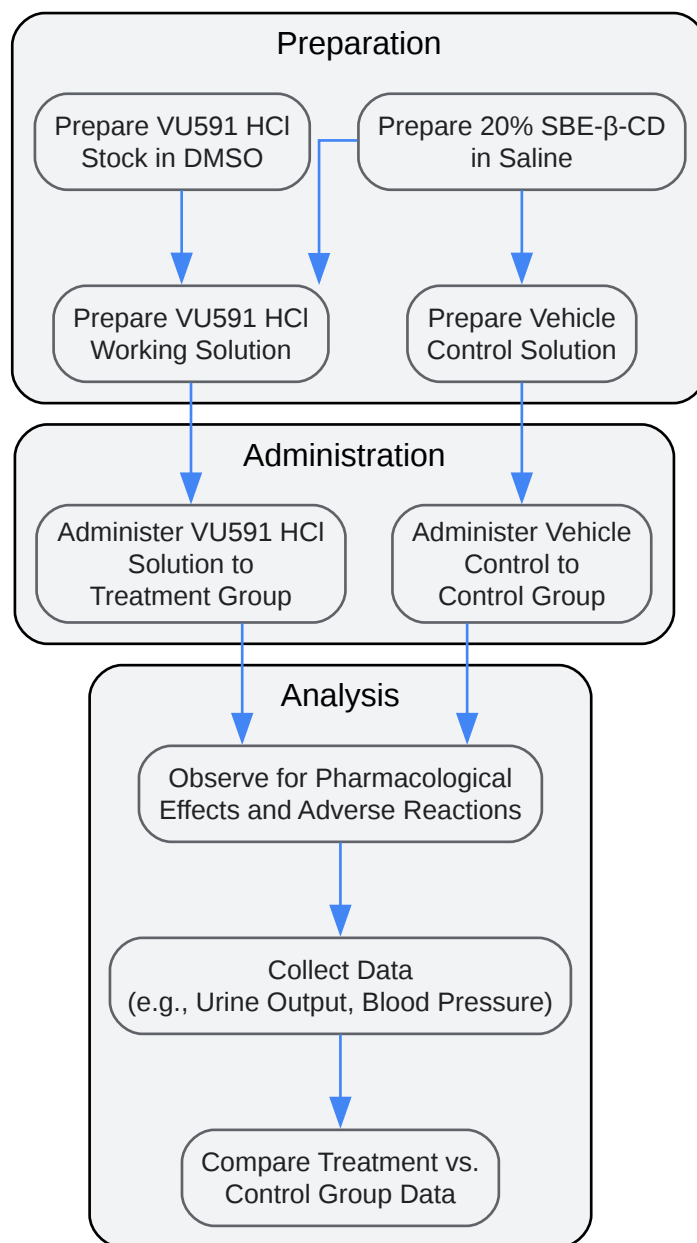 Preparation
Prepare VU591 HCl
Stock in DMSO
Prepare 20% SBE-β-CD
in Saline
Prepare VU591 HCl
Working Solution
Prepare Vehicle
Control Solution
Administration
Administer VU591 HCl
Solution to
Treatment Group
Administer Vehicle
Control to
Control Group
Analysis
Observe for Pharmacological
Effects and Adverse Reactions
Collect Data
(e.g., Urine Output, Blood Pressure)
Compare Treatment vs.
Control Group Data